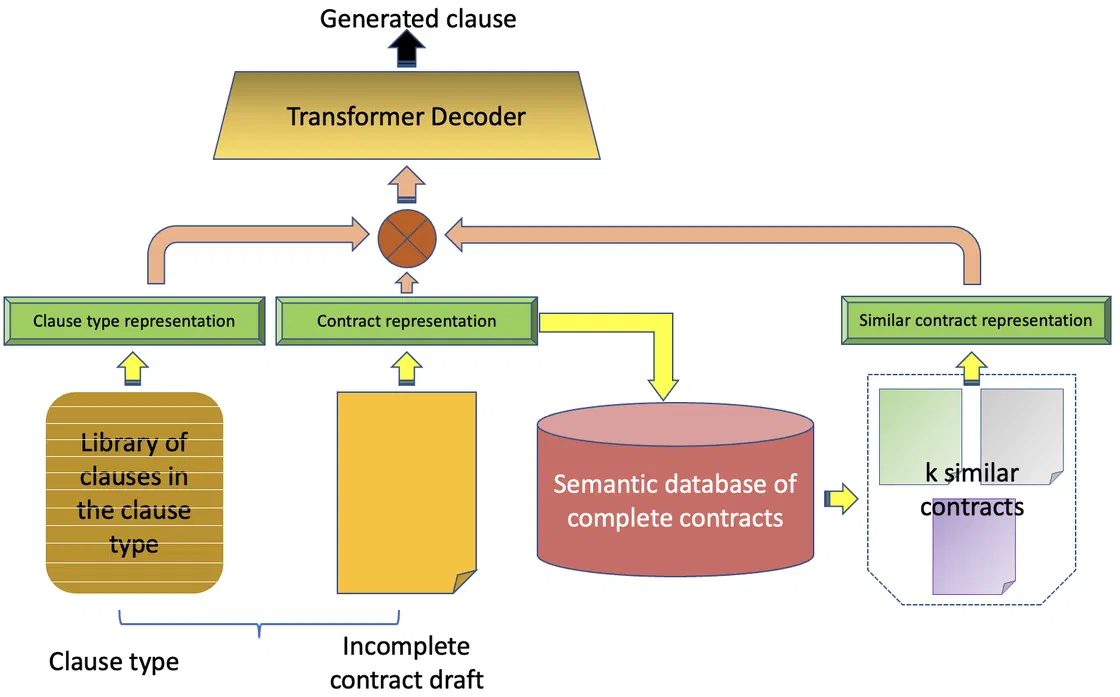 Generated clause
Transformer Decoder
Clause type representation
Contract representation
Similar contract representation
Library of
clauses in
the clause
type
Semantic database of
complete contracts
k similar
contracts
Clause type
Incomplete
contract draft